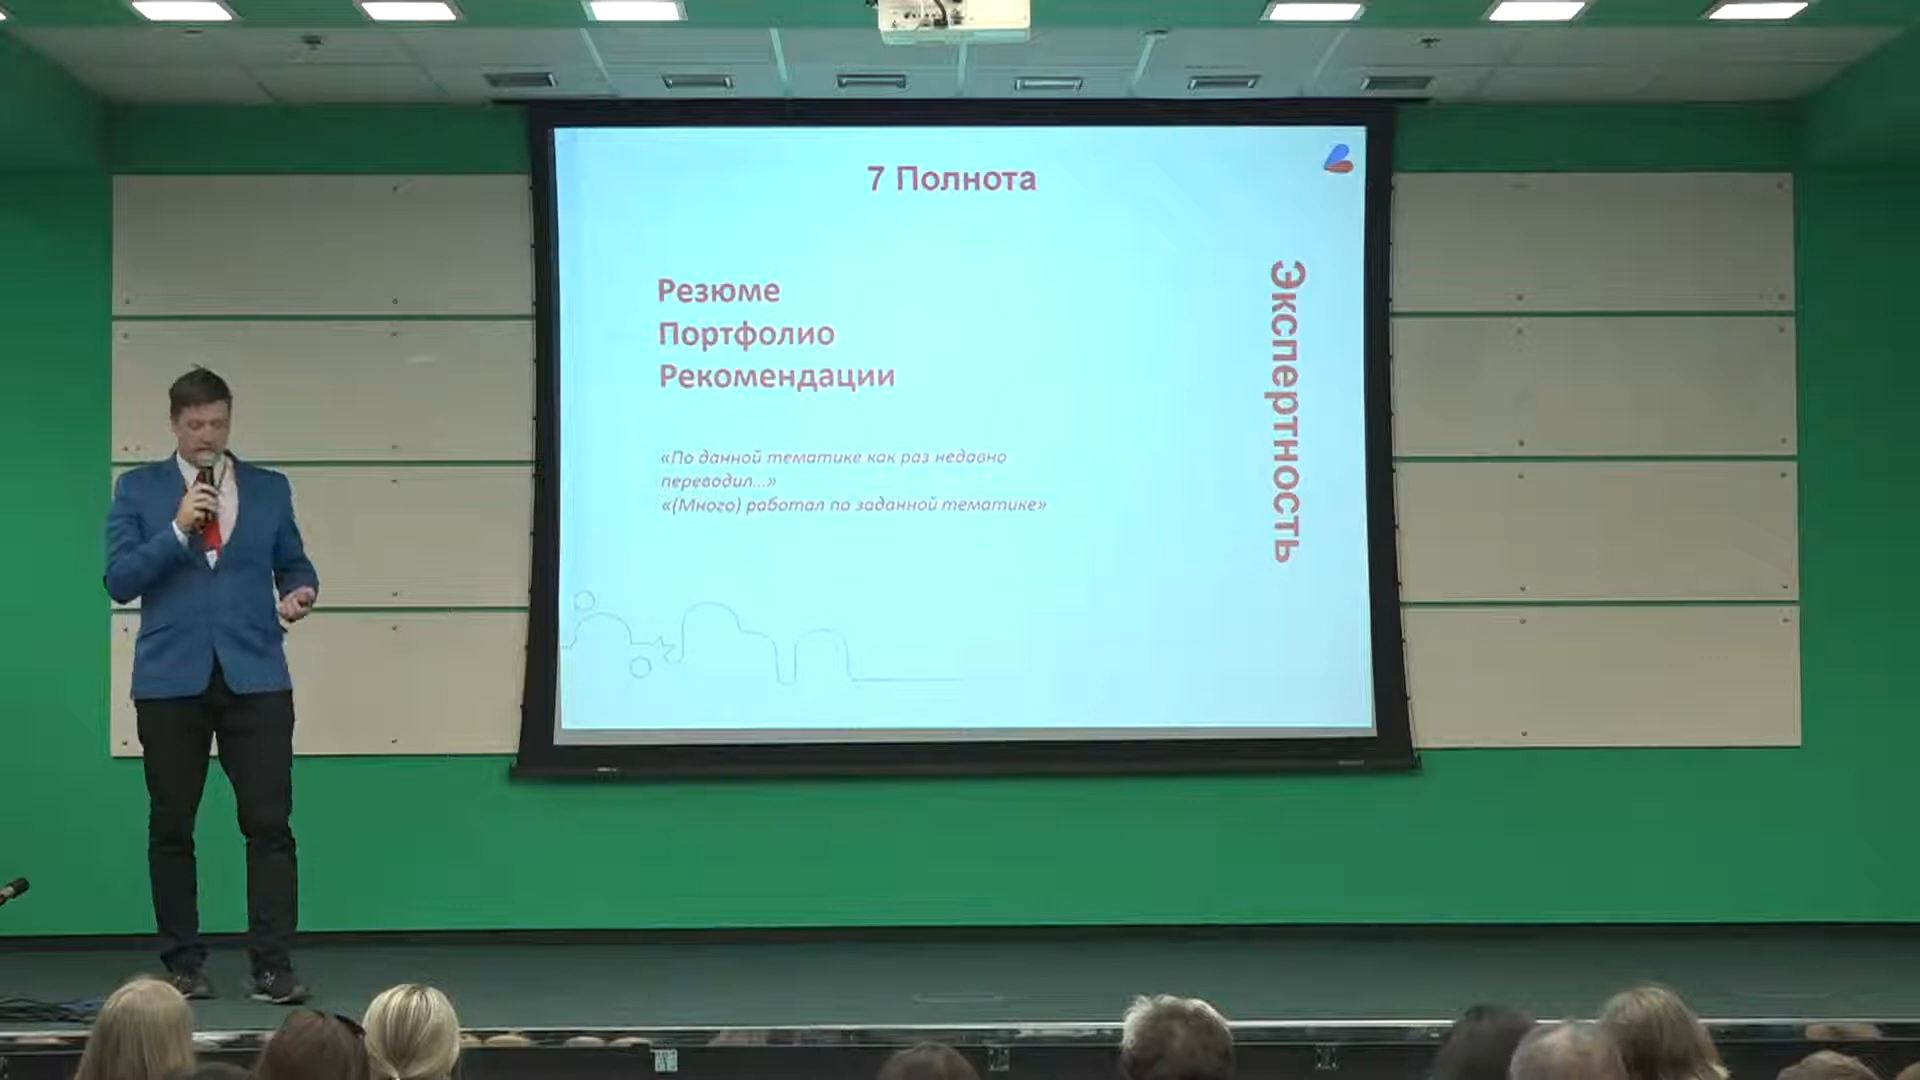 7 Полнота
Резюме
Портфолио
Рекомендации
«По данной тематике как раз недавно
переводил...»
«(Много) работал по заданной тематике»
Экспертность